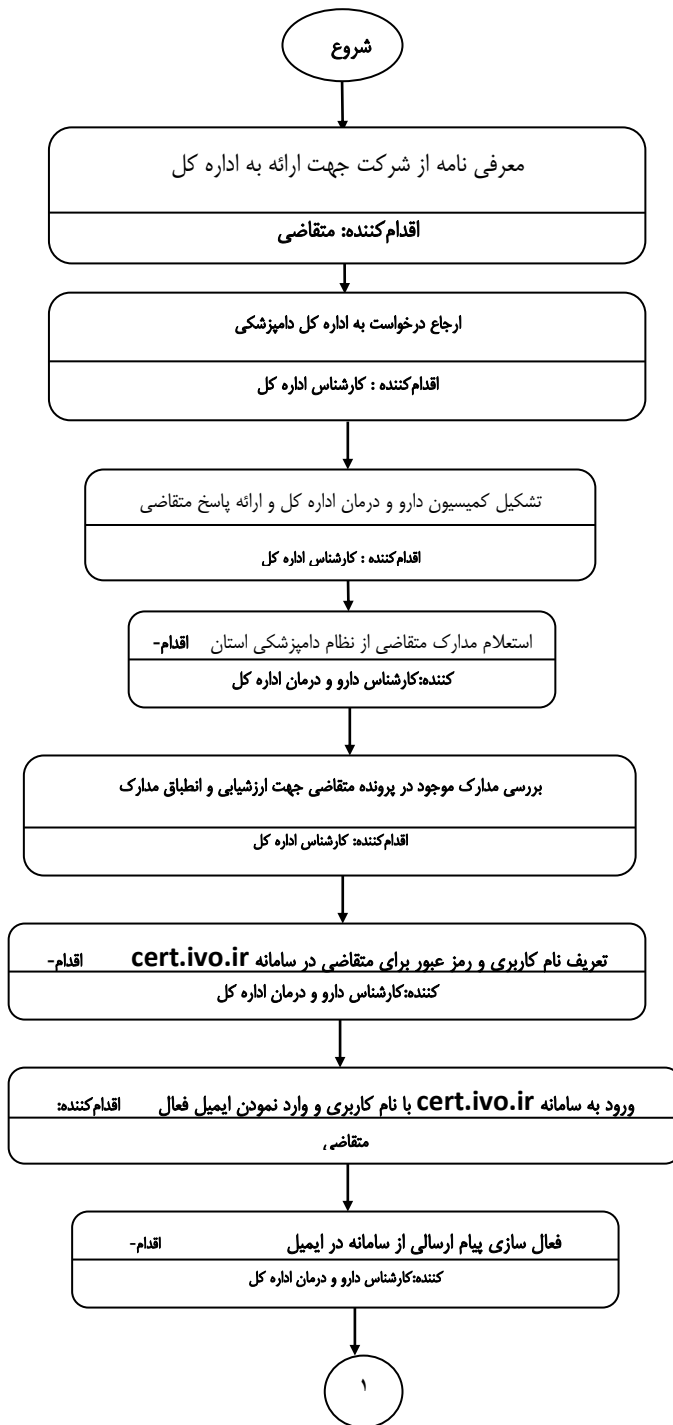 شروع
معرفی نامه از شرکت جهت ارائه به اداره کل
اقدام‌کننده: متقاضی
ارجاع درخواست به اداره کل دامپزشکی
اقدام‌کننده : کارشناس اداره کل
تشکیل کمیسیون دارو و درمان اداره کل و ارائه پاسخ متقاضی
اقدام‌کننده : کارشناس اداره کل
استعلام مدارک متقاضی از نظام دامپزشکی استان اقدام-
کننده:کارشناس دارو و درمان اداره کل
بررسی مدارک موجود در پرونده متقاضی جهت ارزشیابی و انطباق مدارک
اقدام‌کننده: کارشناس اداره کل
تعریف نام کاربری و رمز عبور برای متقاضی در سامانه cert.ivo.ir اقدام-
کننده:کارشناس دارو و درمان اداره کل
ورود به سامانه cert.ivo.ir با نام کاربری و وارد نمودن ایمیل فعال اقدام‌کننده:
متقاضی
فعال سازی پیام ارسالی از سامانه در ایمیل اقدام-
کننده:کارشناس دارو و درمان اداره کل
۱